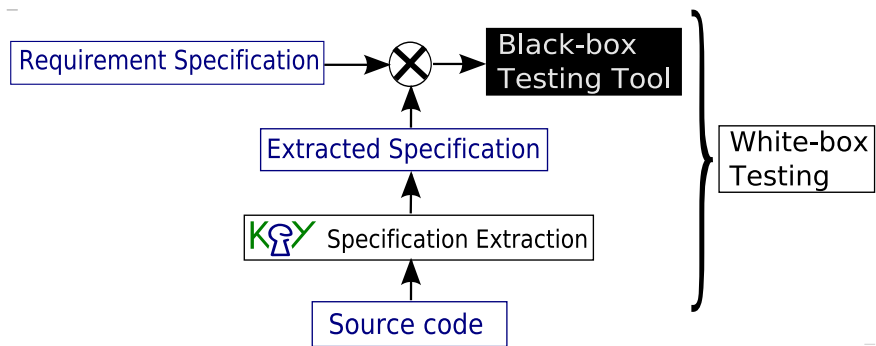 Requirement Specification
Black-box
Testing Tool
Extracted Specification
White-box
Testing
KeY Specification Extraction
Source code